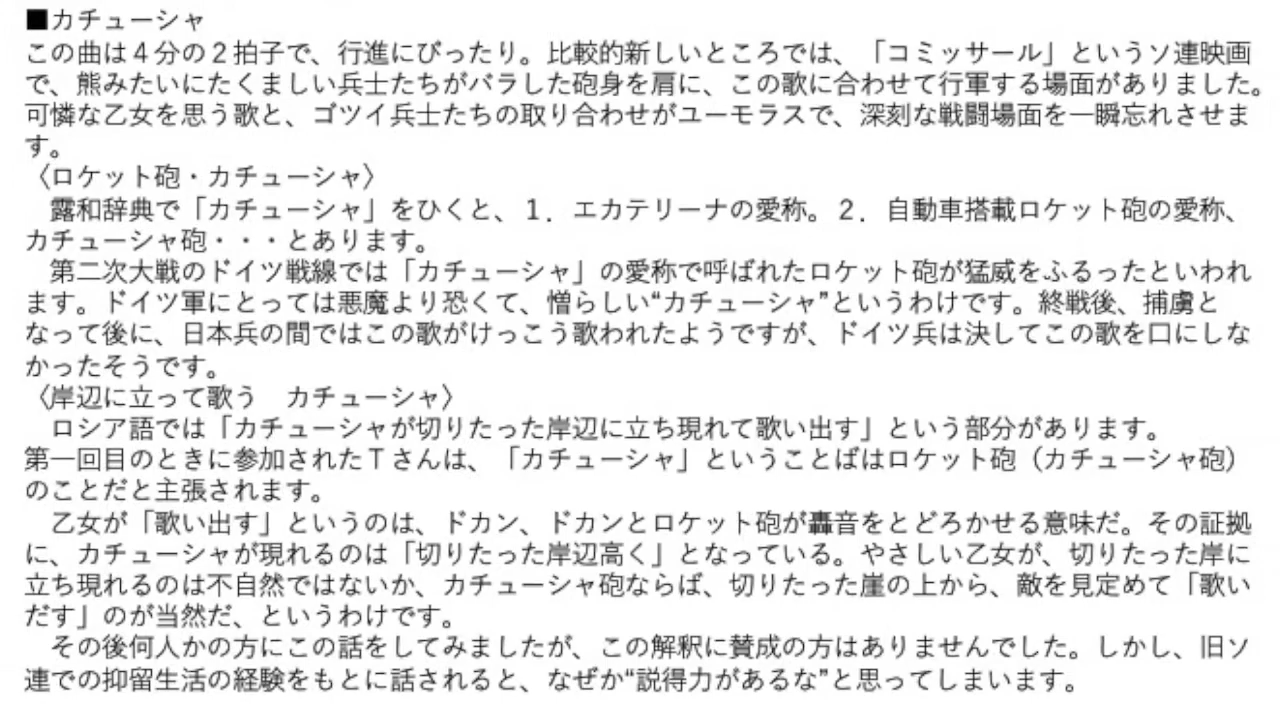 ■カチューシャ
この曲は４分の２拍子で、行進にぴったり。比較的新しいところでは、「コミッサール」というソ連映画
で、熊みたいにたくましい兵士たちがバラした砲身を肩に、この歌に合わせて行軍する場面がありました。
可憐な乙女を思う歌と、ゴツイ兵士たちの取り合わせがユーモラスで、深刻な戦闘場面を一瞬忘れさせま
す。
〈ロケット砲・カチューシャ〉
　露和辞典で「カチューシャ」をひくと、１．エカテリーナの愛称。２．自動車搭載ロケット砲の愛称、
カチューシャ砲・・・とあります。
　第二次大戦のドイツ戦線では「カチューシャ」の愛称で呼ばれたロケット砲が猛威をふるったといわれ
ます。ドイツ軍にとっては悪魔より恐くて、憎らしい“カチューシャ”というわけです。終戦後、捕虜と
なって後に、日本兵の間ではこの歌がけっこう歌われたようですが、ドイツ兵は決してこの歌を口にしな
かったそうです。
〈岸辺に立って歌う　カチューシャ〉
　ロシア語では「カチューシャが切りたった岸辺に立ち現れて歌い出す」という部分があります。
第一回目のときに参加されたＴさんは、「カチューシャ」ということばはロケット砲（カチューシャ砲）
のことだと主張されます。
　乙女が「歌い出す」というのは、ドカン、ドカンとロケット砲が轟音をとどろかせる意味だ。その証拠
に、カチューシャが現れるのは「切りたった岸辺高く」となっている。やさしい乙女が、切りたった岸に
立ち現れるのは不自然ではないか、カチューシャ砲ならば、切りたった崖の上から、敵を見定めて「歌い
だす」のが当然だ、というわけです。
　その後何人かの方にこの話をしてみましたが、この解釈に賛成の方はありませんでした。しかし、旧ソ
連での抑留生活の経験をもとに話されると、なぜか“説得力があるな”と思ってしまいます。